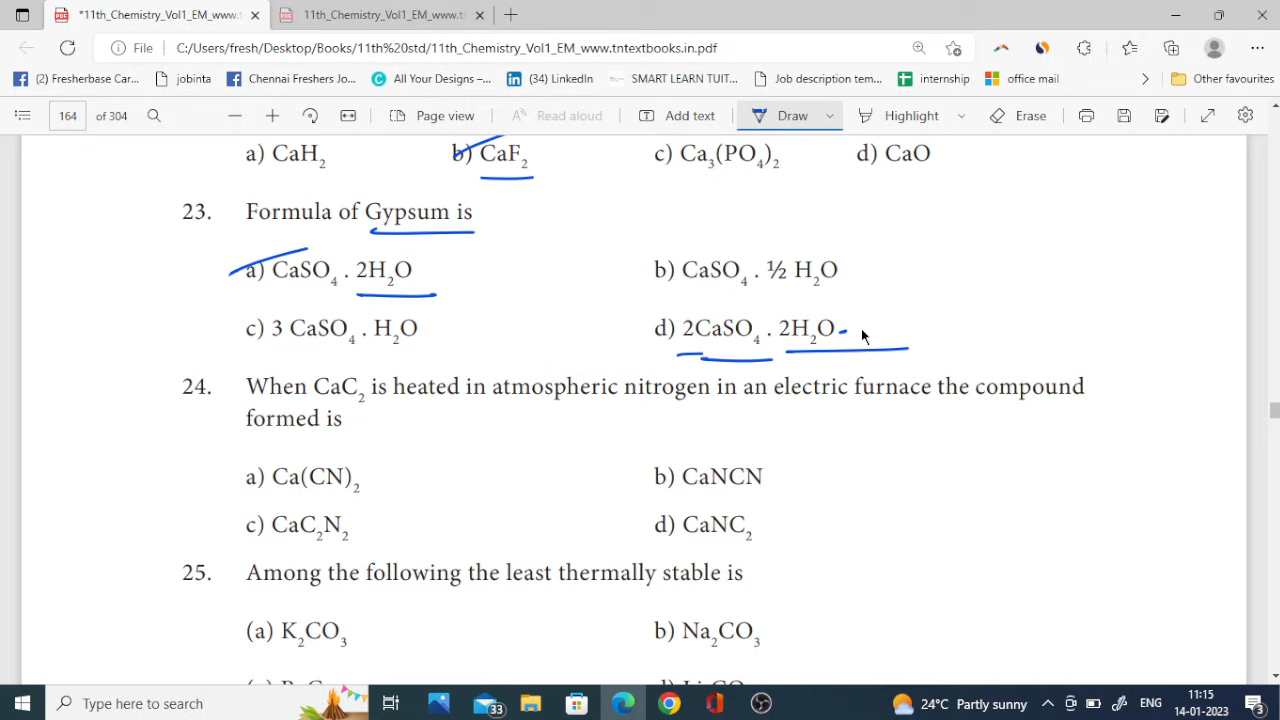 *11th_Chemistry_Vol1_EM_www.t
11th_Chemistry_Vol1_EM_www.t
File C:/Users/fresh/Desktop/Books/11th%20std/11th_Chemistry_Vol1_EM_www.tntextbooks.in.pdf
(2) Fresherbase Car... jobinta Chennai Freshers Jo... All Your Designs –... (34) LinkedIn SMART LEARN TUIT... Job description tem... internship office mail Other favourites
164 of 304 Page view Read aloud Add text Draw Highlight Erase
a) CaH₂ b) CaF₂ c) Ca₃(PO₄)₂ d) CaO
23. Formula of Gypsum is
a) CaSO₄ . 2H₂O b) CaSO₄ . ½ H₂O
c) 3 CaSO₄ . H₂O d) 2CaSO₄ . 2H₂O
24. When CaC₂ is heated in atmospheric nitrogen in an electric furnace the compound
formed is
a) Ca(CN)₂ b) CaNCN
c) CaC₂N₂ d) CaNC₂
25. Among the following the least thermally stable is
(a) K₂CO₃ b) Na₂CO₃
Type here to search 33 24°C Partly sunny ENG 11:15
14-01-2023 3